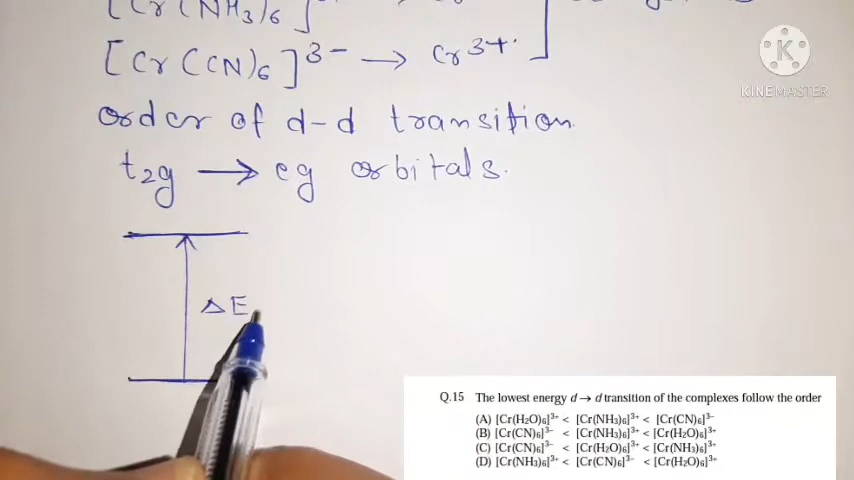 [Cr(NH3)6]
K
[Cr(CN)6]3- → Cr3+.
KINEMASTER
order of d-d transition
t2g → eg orbitals.
ΔE
Q.15 The lowest energy d → d transition of the complexes follow the order
(A) [Cr(H2O)6]3+ < [Cr(NH3)6]3+ < [Cr(CN)6]3–
(B) [Cr(CN)6]3– < [Cr(NH3)6]3+ < [Cr(H2O)6]3+
(C) [Cr(CN)6]3– < [Cr(H2O)6]3+ < [Cr(NH3)6]3+
(D) [Cr(NH3)6]3+ < [Cr(CN)6]3– < [Cr(H2O)6]3+